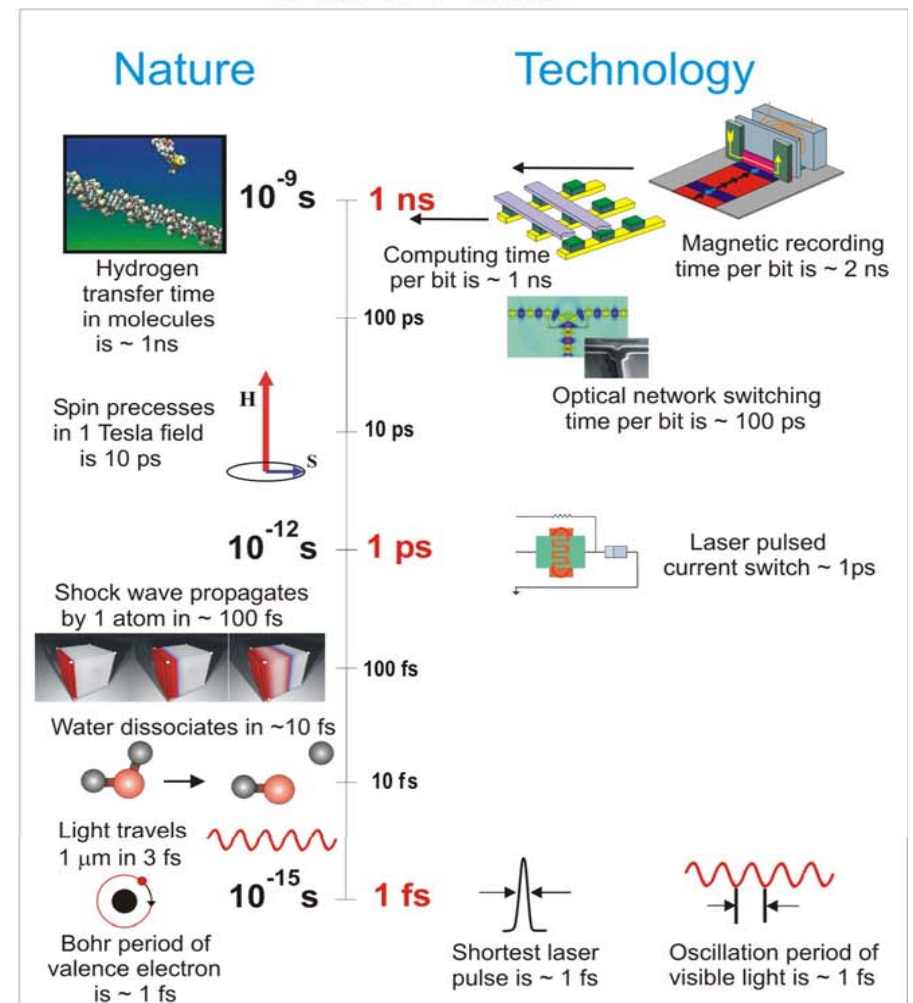 Nature
Technology
10⁻⁹s
1 ns
Hydrogen
transfer time
in molecules
is ~ 1ns
Computing time
per bit is ~ 1 ns
Magnetic recording
time per bit is ~ 2 ns
100 ps
Optical network switching
time per bit is ~ 100 ps
Spin precesses
in 1 Tesla field
is 10 ps
H
S
10 ps
10⁻¹²s
1 ps
Laser pulsed
current switch ~ 1ps
Shock wave propagates
by 1 atom in ~ 100 fs
100 fs
Water dissociates in ~10 fs
10 fs
Light travels
1 μm in 3 fs
10⁻¹⁵s
1 fs
Bohr period of
valence electron
is ~ 1 fs
Shortest laser
pulse is ~ 1 fs
Oscillation period of
visible light is ~ 1 fs